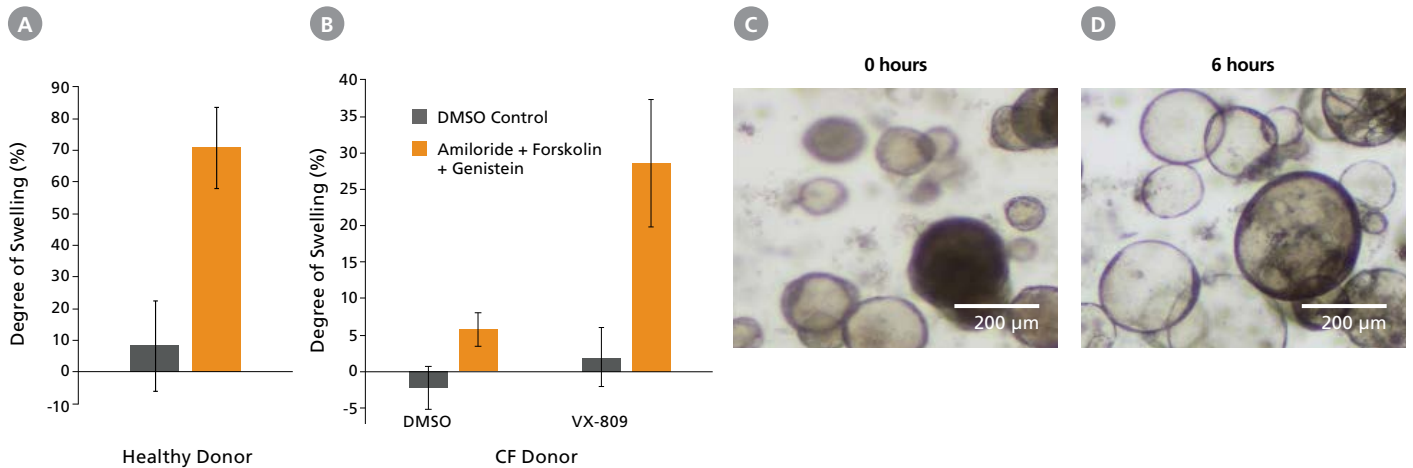 A
90
80
70
60
50
40
30
20
10
0
-10
Degree of Swelling (%)
Healthy Donor
B
40
35
30
25
20
15
10
5
0
-5
Degree of Swelling (%)
DMSO Control
Amiloride + Forskolin
+ Genistein
DMSO
VX-809
CF Donor
C
0 hours
200 µm
D
6 hours
200 µm